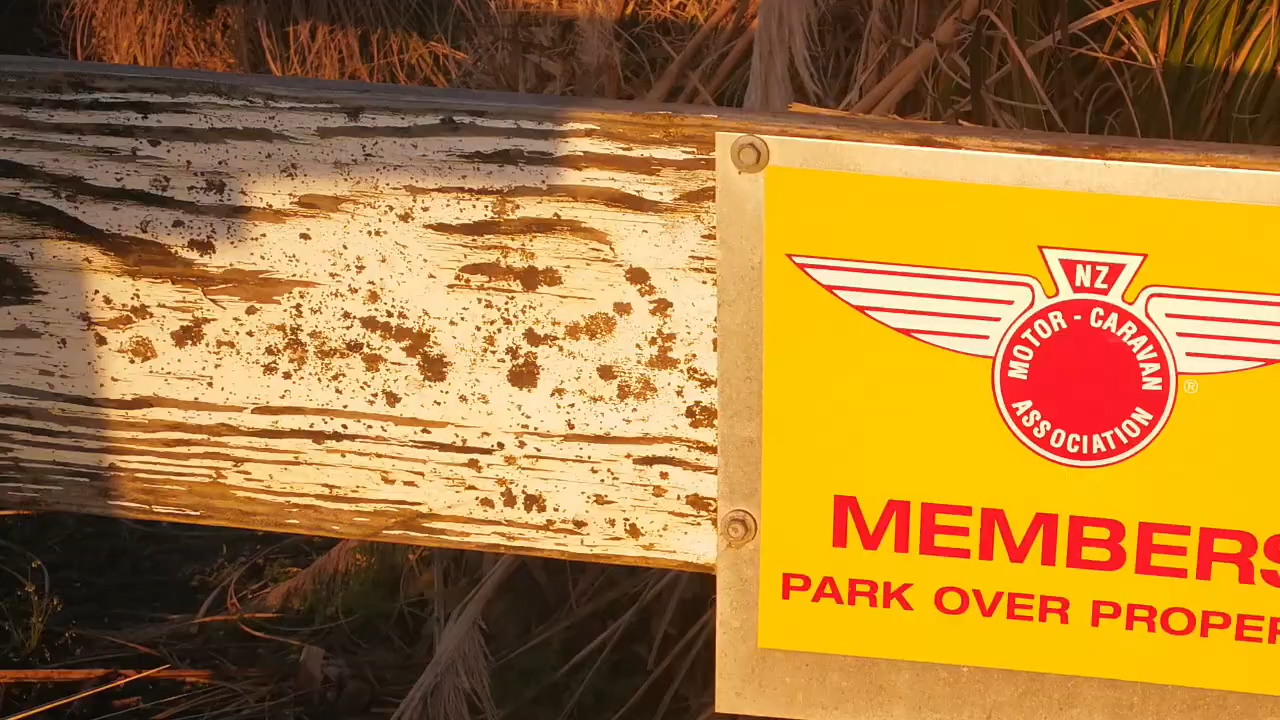 NZ
MOTOR - CARAVAN
ASSOCIATION
®
MEMBERS
PARK OVER